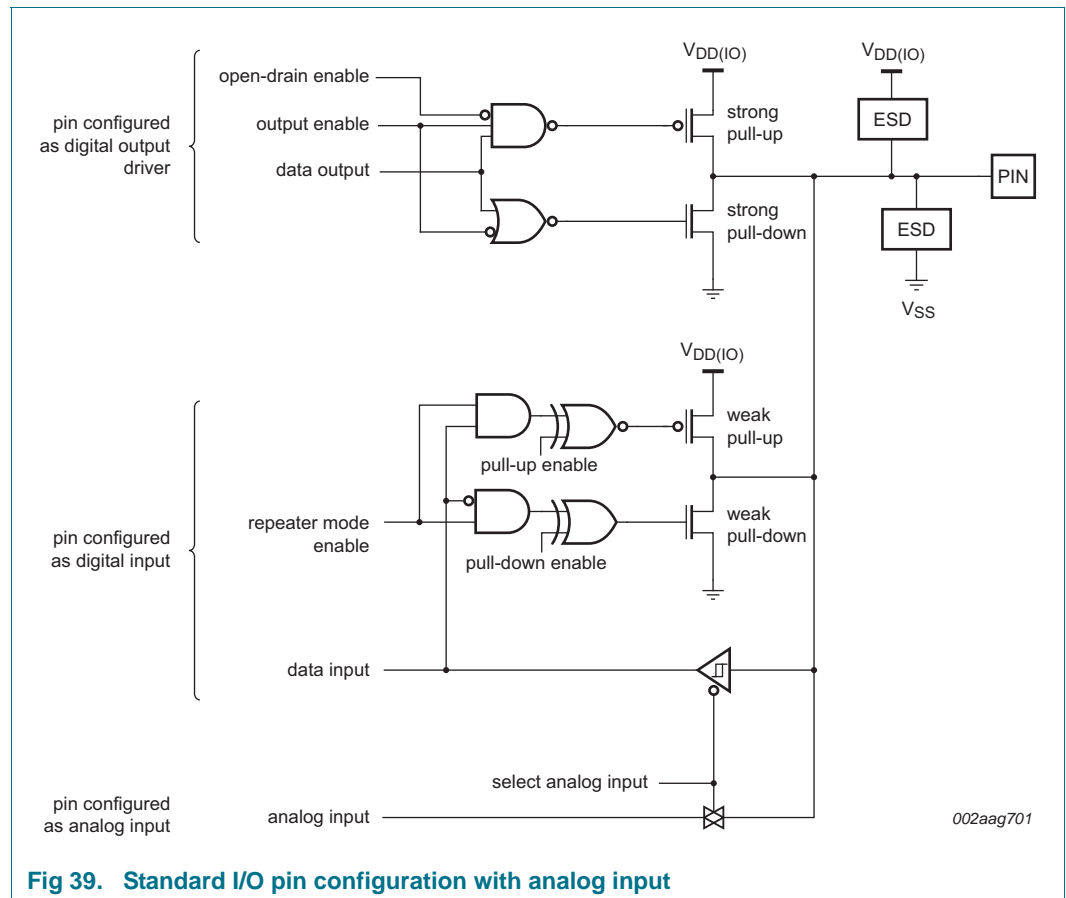 VDD(IO)
VDD(IO)
open-drain enable
strong
pull-up
ESD
pin configured
as digital output
driver
output enable
data output
PIN
strong
pull-down
ESD
VSS
VDD(IO)
weak
pull-up
pull-up enable
repeater mode
enable
weak
pull-down
pin configured
as digital input
pull-down enable
data input
select analog input
pin configured
as analog input
analog input
002aag701
Fig 39. Standard I/O pin configuration with analog input